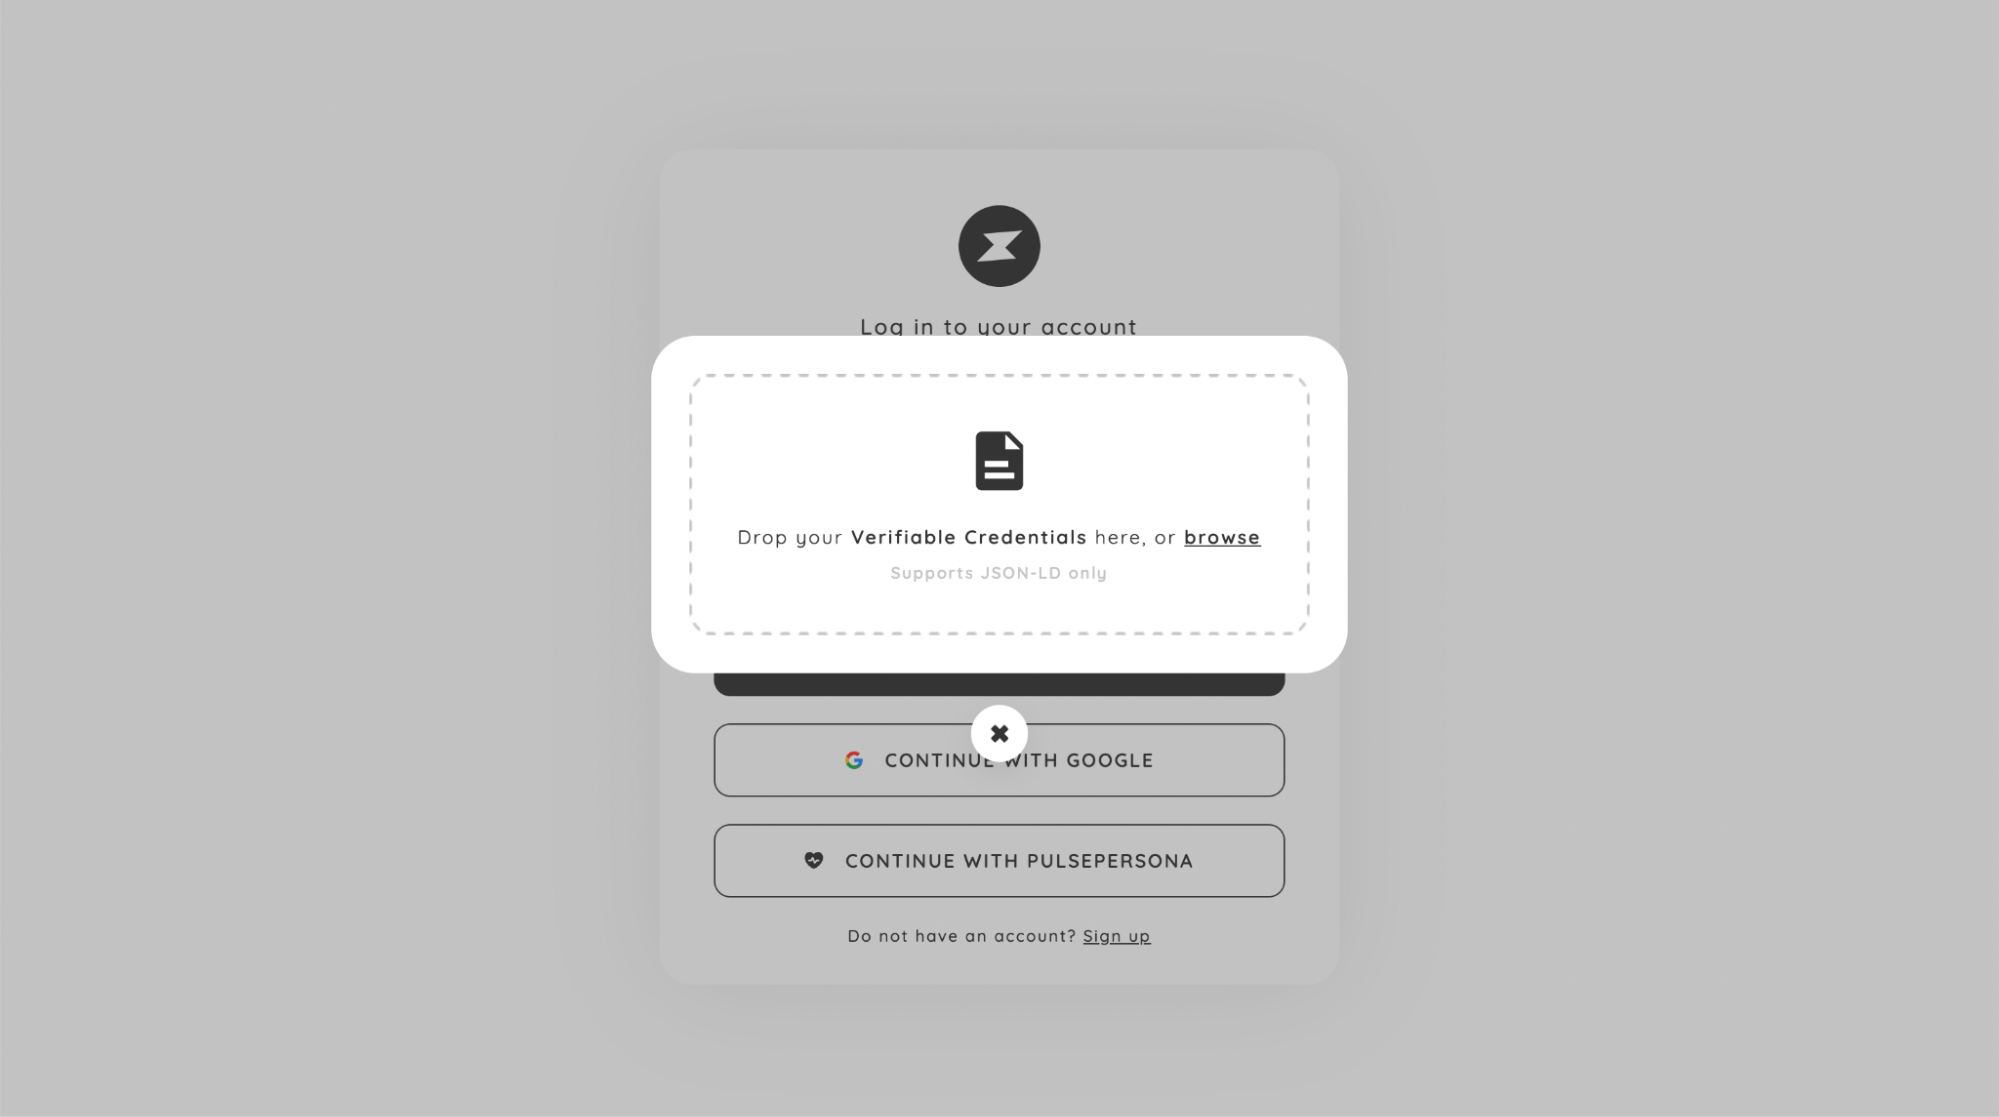 Log in to your account
Drop your Verifiable Credentials here, or browse
Supports JSON-LD only
CONTINUE WITH GOOGLE
CONTINUE WITH PULSEPERSONA
Do not have an account? Sign up